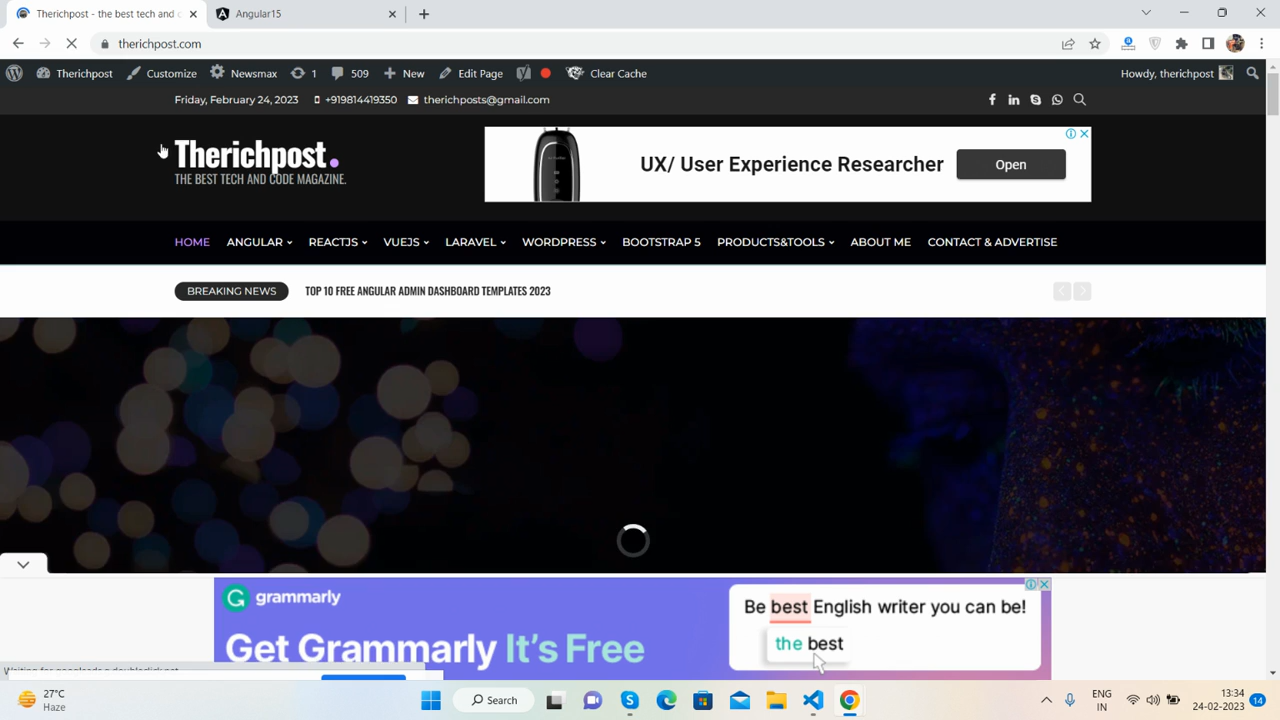 Therichpost - the best tech and c
Angular15
therichpost.com
Therichpost Customize Newsmax 1 509 New Edit Page Clear Cache Howdy, therichpost
Friday, February 24, 2023 +919814419350 therichposts@gmail.com
Therichpost
THE BEST TECH AND CODE MAGAZINE.
UX/ User Experience Researcher Open
HOME ANGULAR REACTJS VUEJS LARAVEL WORDPRESS BOOTSTRAP 5 PRODUCTS&TOOLS ABOUT ME CONTACT & ADVERTISE
BREAKING NEWS TOP 10 FREE ANGULAR ADMIN DASHBOARD TEMPLATES 2023
grammarly
Get Grammarly It's Free
Be best English writer you can be!
the best
27°C
Haze
Search
ENG
IN
13:34
24-02-2023
14